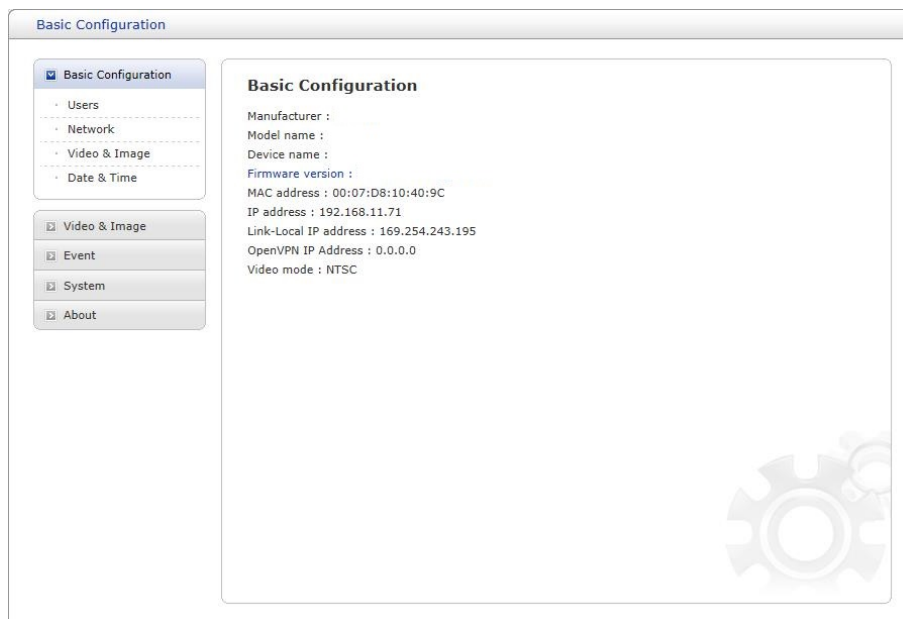 Basic Configuration
Basic Configuration
Users
Network
Video & Image
Date & Time
Video & Image
Event
System
About
Basic Configuration
Manufacturer :
Model name :
Device name :
Firmware version :
MAC address : 00:07:D8:10:40:9C
IP address : 192.168.11.71
Link-Local IP address : 169.254.243.195
OpenVPN IP Address : 0.0.0.0
Video mode : NTSC